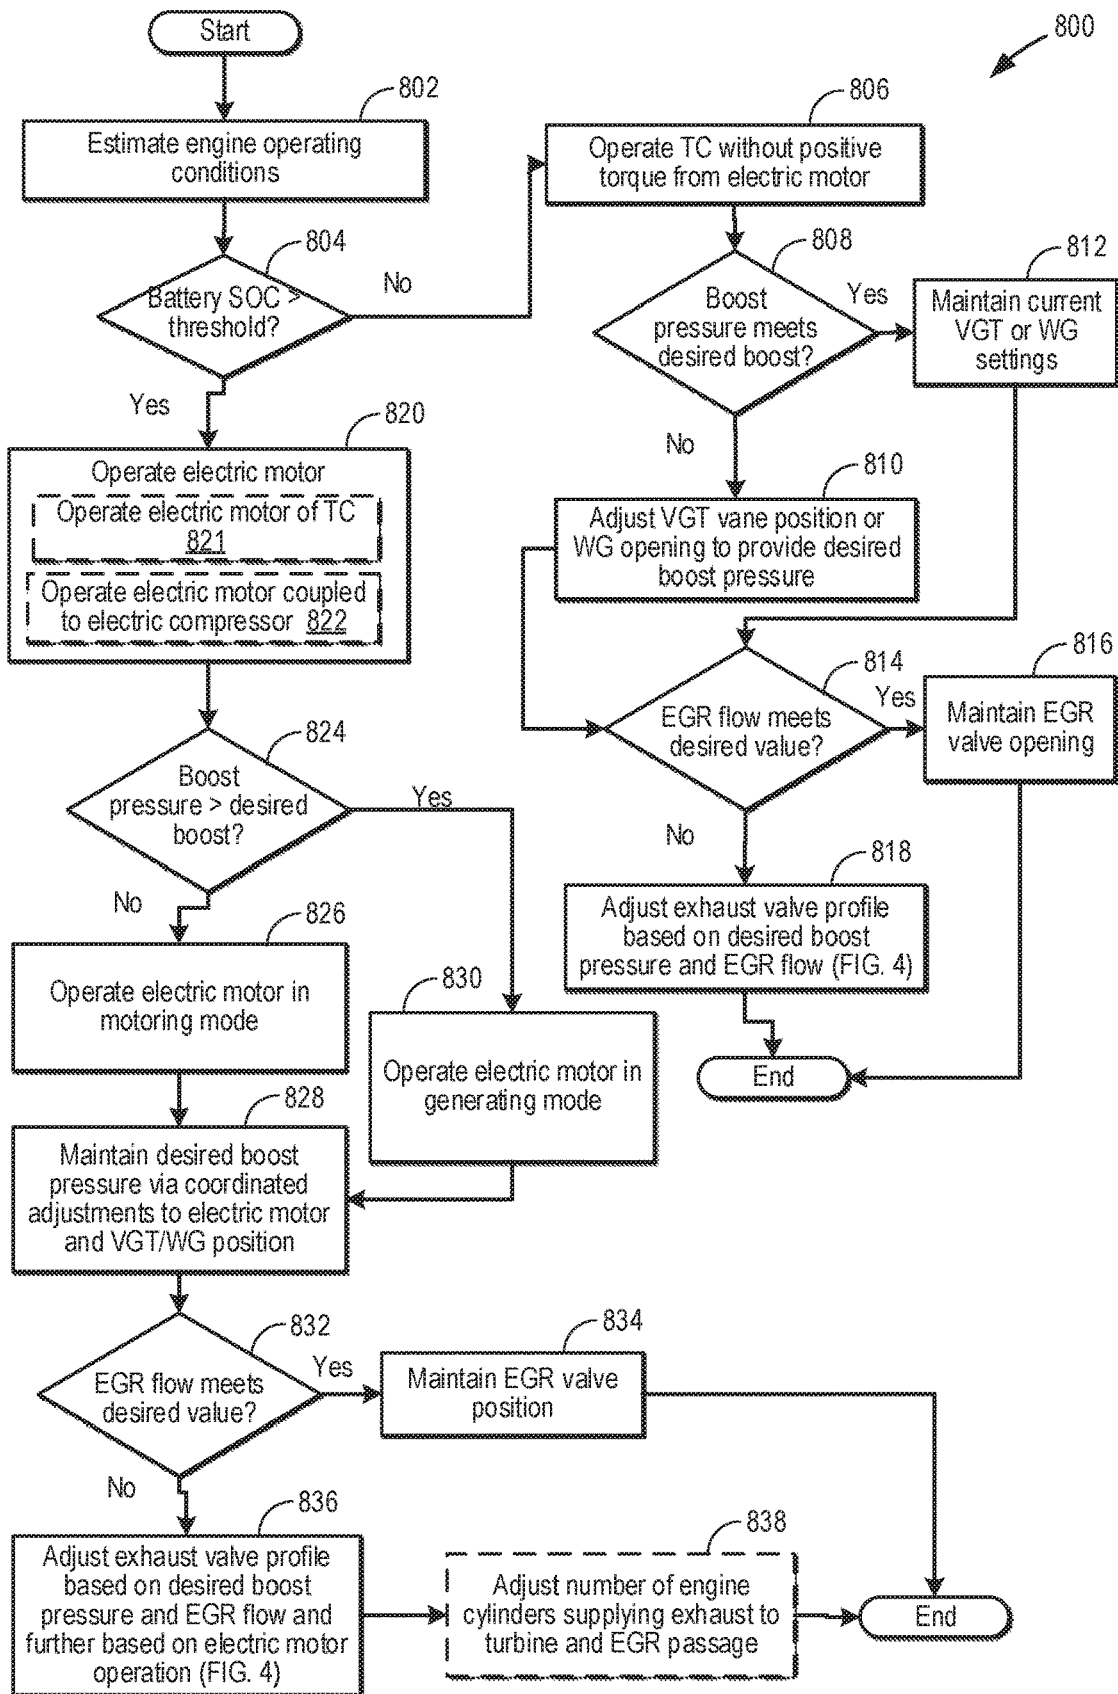 Start
800
802
Estimate engine operating
conditions
804
Battery SOC >
threshold?
No
Yes
806
Operate TC without positive
torque from electric motor
808
Boost
pressure meets
desired boost?
Yes
No
812
Maintain current
VGT or WG
settings
810
Adjust VGT vane position or
WG opening to provide desired
boost pressure
814
EGR flow meets
desired value?
Yes
No
816
Maintain EGR
valve opening
818
Adjust exhaust valve profile
based on desired boost
pressure and EGR flow (FIG. 4)
End
820
Operate electric motor
Operate electric motor of TC
821
Operate electric motor coupled
to electric compressor 822
824
Boost
pressure > desired
boost?
Yes
No
826
Operate electric motor in
motoring mode
830
Operate electric motor in
generating mode
828
Maintain desired boost
pressure via coordinated
adjustments to electric motor
and VGT/WG position
832
EGR flow meets
desired value?
Yes
No
834
Maintain EGR valve
position
836
Adjust exhaust valve profile
based on desired boost
pressure and EGR flow and
further based on electric motor
operation (FIG. 4)
838
Adjust number of engine
cylinders supplying exhaust to
turbine and EGR passage
End